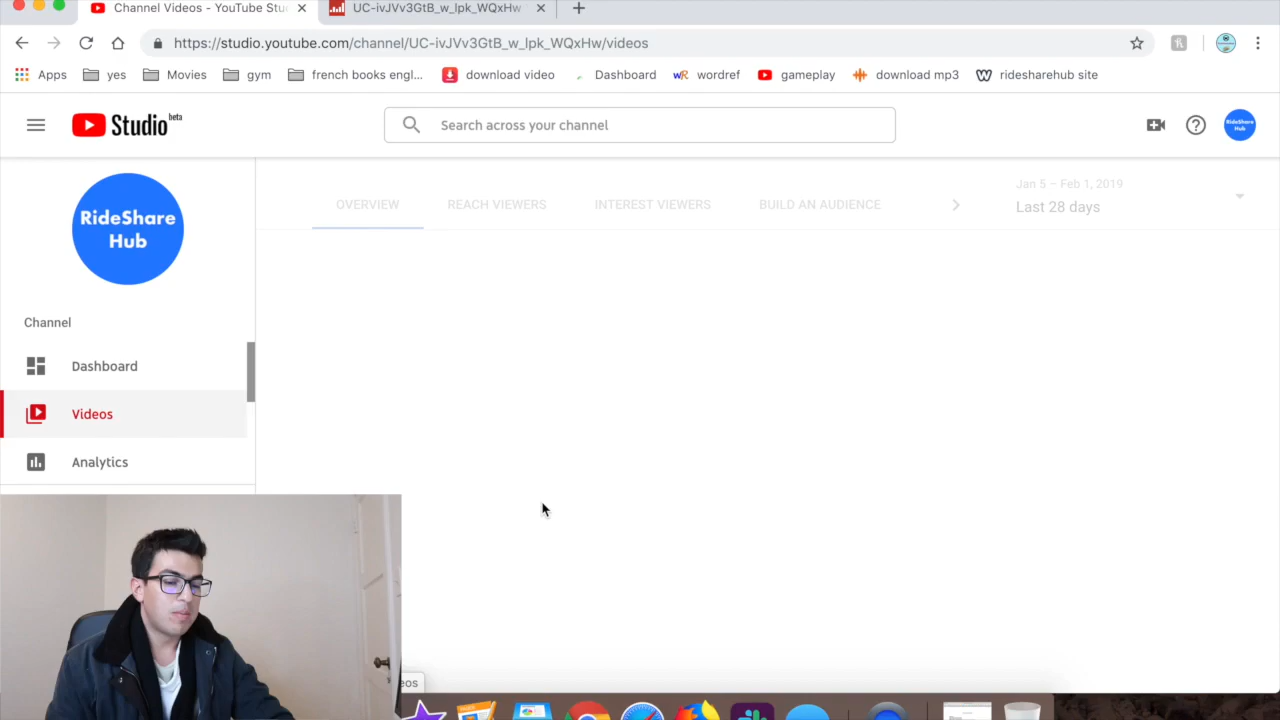 Channel Videos - YouTube Stu
UC-ivJVv3GtB_w_lpk_WQxHw
https://studio.youtube.com/channel/UC-ivJVv3GtB_w_lpk_WQxHw/videos
Apps yes Movies gym french books engl... download video Dashboard wordref gameplay download mp3 ridesharehub site
Studio beta
Search across your channel
RideShare Hub
RideShare
Hub
OVERVIEW REACH VIEWERS INTEREST VIEWERS BUILD AN AUDIENCE
Jan 5 – Feb 1, 2019
Last 28 days
Channel
Dashboard
Videos
Analytics
eos